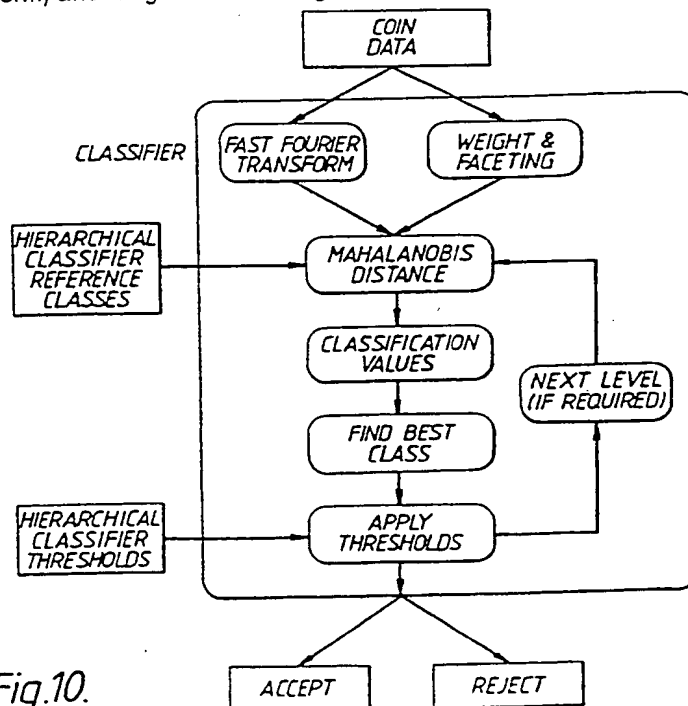 COIN
DATA
CLASSIFIER
FAST FOURIER
TRANSFORM
WEIGHT &
FACETING
HIERARCHICAL
CLASSIFIER
REFERENCE
CLASSES
MAHALANOBIS
DISTANCE
CLASSIFICATION
VALUES
NEXT LEVEL
(IF REQUIRED)
FIND BEST
CLASS
HIERARCHICAL
CLASSIFIER
THRESHOLDS
APPLY
THRESHOLDS
Fig.10.
ACCEPT
REJECT